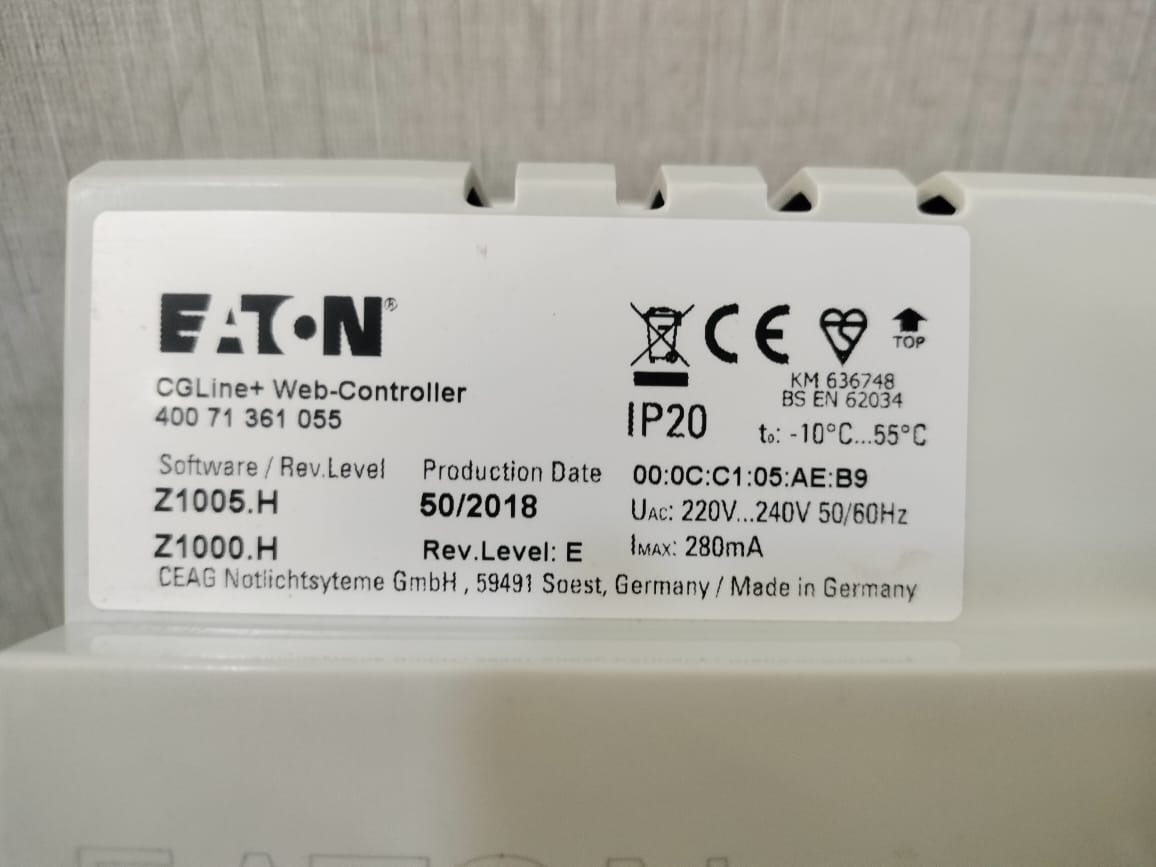 EATON®
CGLine+ Web-Controller
400 71 361 055
Software / Rev.Level
Z1005.H
Z1000.H
Production Date
50/2018
Rev.Level: E
CE
TOP
KM 636748
BS EN 62034
IP20
t₀: -10°C...55°C
00:0C:C1:05:AE:B9
UAC: 220V...240V 50/60Hz
IMAX: 280mA
CEAG Notlichtsyteme GmbH , 59491 Soest, Germany / Made in Germany
EATON